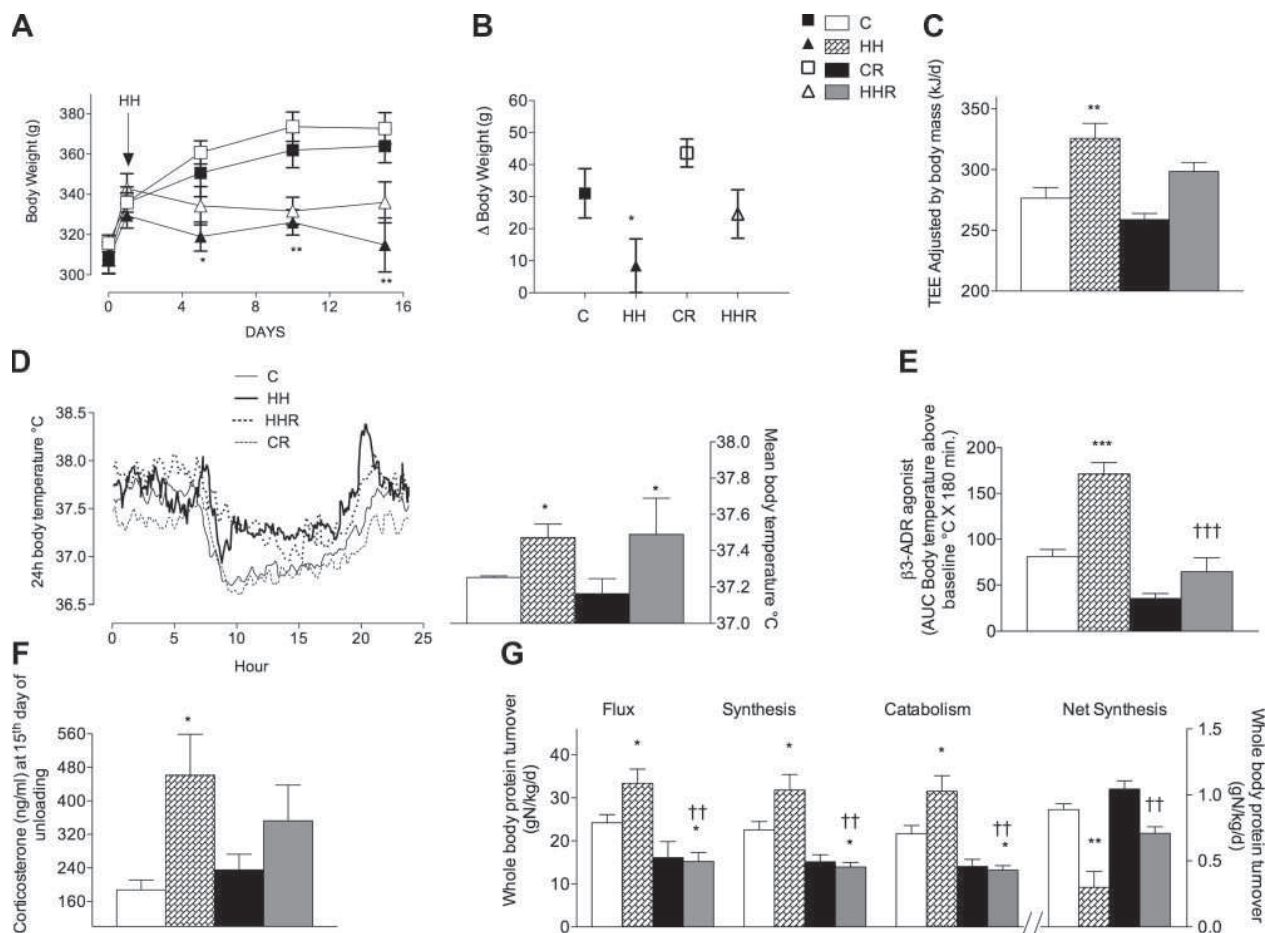 A
HH
Body Weight (g)
380
360
340
320
300
*
**
**
0 4 8 12 16
DAYS
B
Δ Body Weight (g)
60
50
40
30
20
10
0
*
C HH CR HHR
C
HH
CR
HHR
C
TEE Adjusted by body mass (kJ/d)
350
300
250
200
**
D
C
HH
HHR
CR
24h body temperature °C
38.5
38.0
37.5
37.0
36.5
0 5 10 15 20 25
Hour
* *
38.0
37.8
37.6
37.4
37.2
37.0
Mean body temperature °C
E
β3-ADR agonist
(AUC Body temperature above
baseline °C X 180 min.)
200
150
100
50
0
***
†††
F
Corticosterone (ng/ml) at 15th day of
unloading
560
480
400
320
240
160
*
G
Whole body protein turnover
(gN/kg/d)
40
30
20
10
0
Flux Synthesis Catabolism Net Synthesis
* * *
††
*
††
*
††
*
**
††
//
//
1.5
1.0
0.5
0.0
Whole body protein turnover
(gN/kg/d)